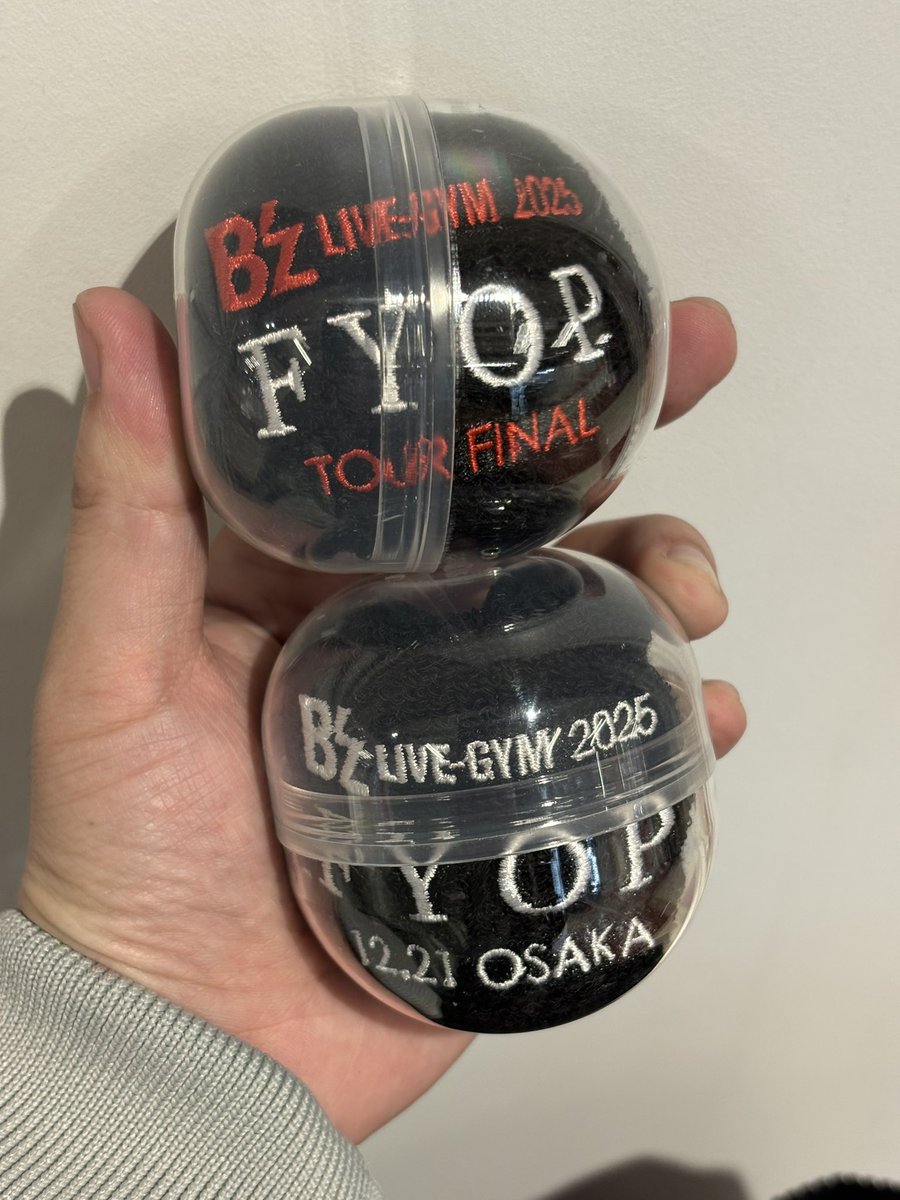 B'z LIVE-GYM 2025
FYOP
TOUR FINAL
B'z LIVE-GYM 2025
FYOP
12.21 OSAKA